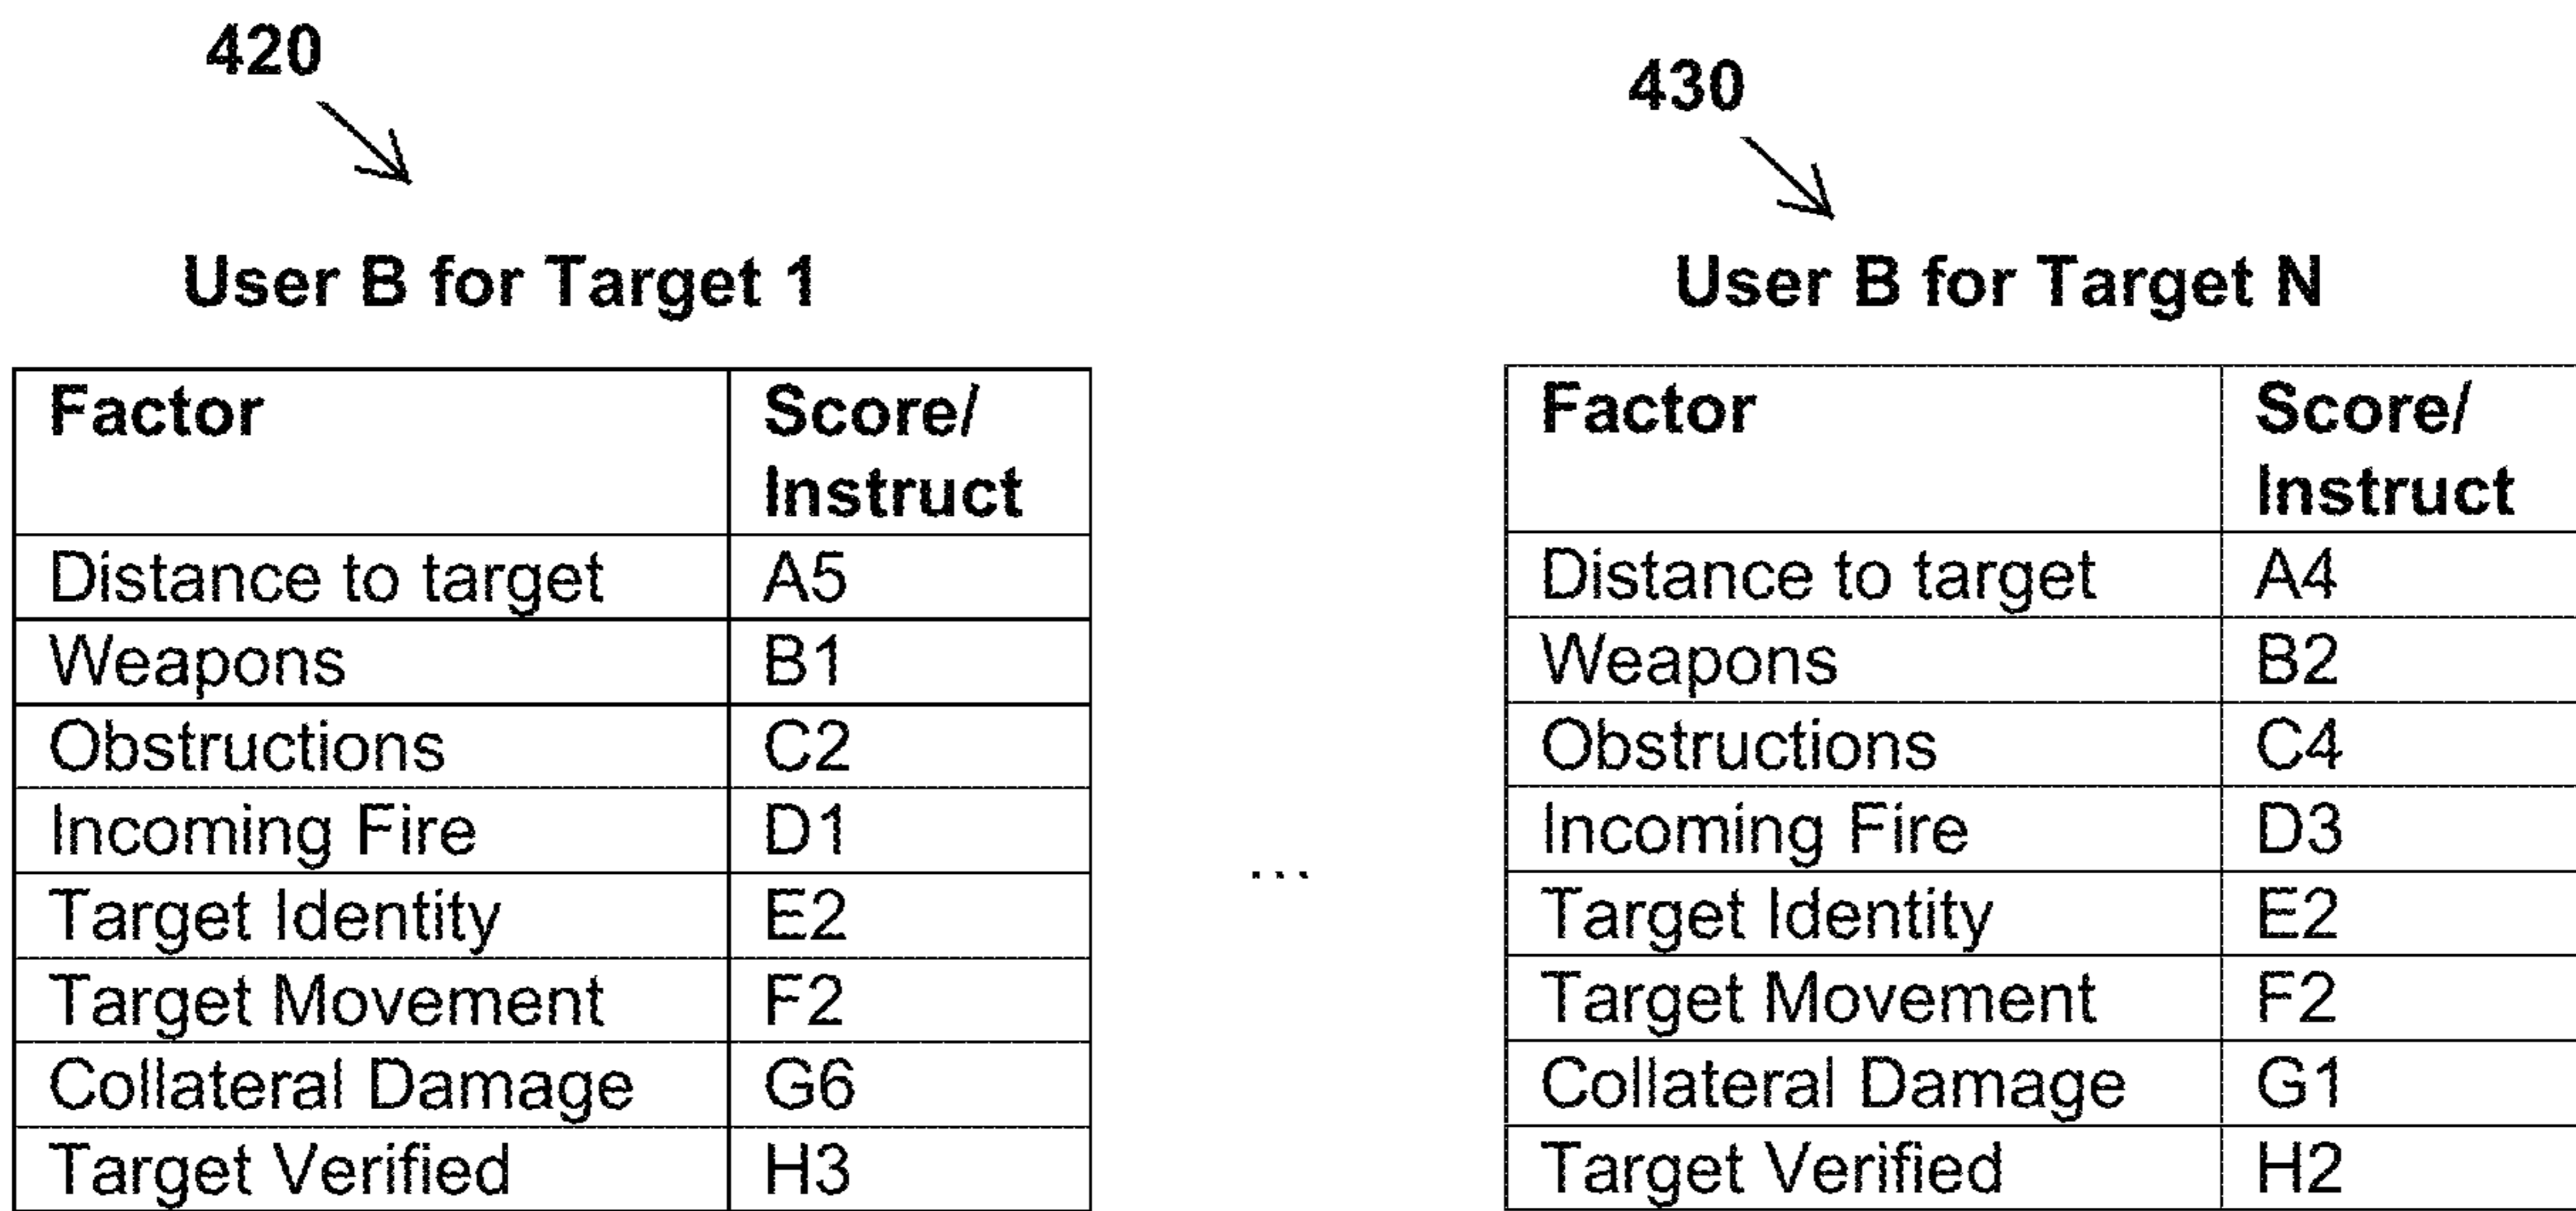 420
User B for Target 1
Factor Score/
Instruct
Distance to target A5
Weapons B1
Obstructions C2
Incoming Fire D1
Target Identity E2
Target Movement F2
Collateral Damage G6
Target Verified H3
...
430
User B for Target N
Factor Score/
Instruct
Distance to target A4
Weapons B2
Obstructions C4
Incoming Fire D3
Target Identity E2
Target Movement F2
Collateral Damage G1
Target Verified H2